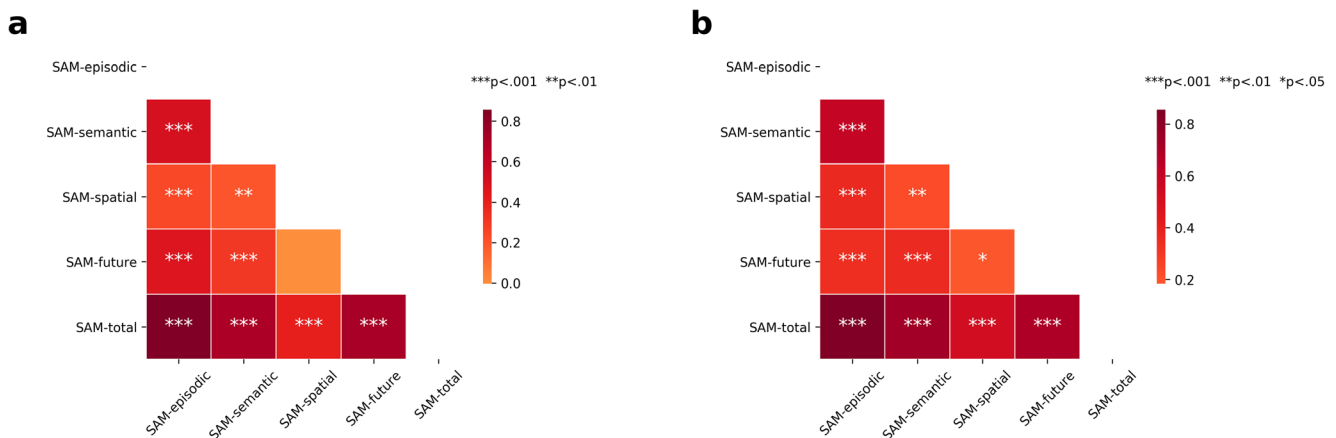 a
SAM-episodic
SAM-semantic
SAM-spatial
SAM-future
SAM-total
*** 
*** **
*** ***
*** *** *** ***
SAM-episodic
SAM-semantic
SAM-spatial
SAM-future
SAM-total
***p<.001 **p<.01
0.8
0.6
0.4
0.2
0.0
b
SAM-episodic
SAM-semantic
SAM-spatial
SAM-future
SAM-total
***
*** **
*** *** *
*** *** *** ***
SAM-episodic
SAM-semantic
SAM-spatial
SAM-future
SAM-total
***p<.001 **p<.01 *p<.05
0.8
0.6
0.4
0.2